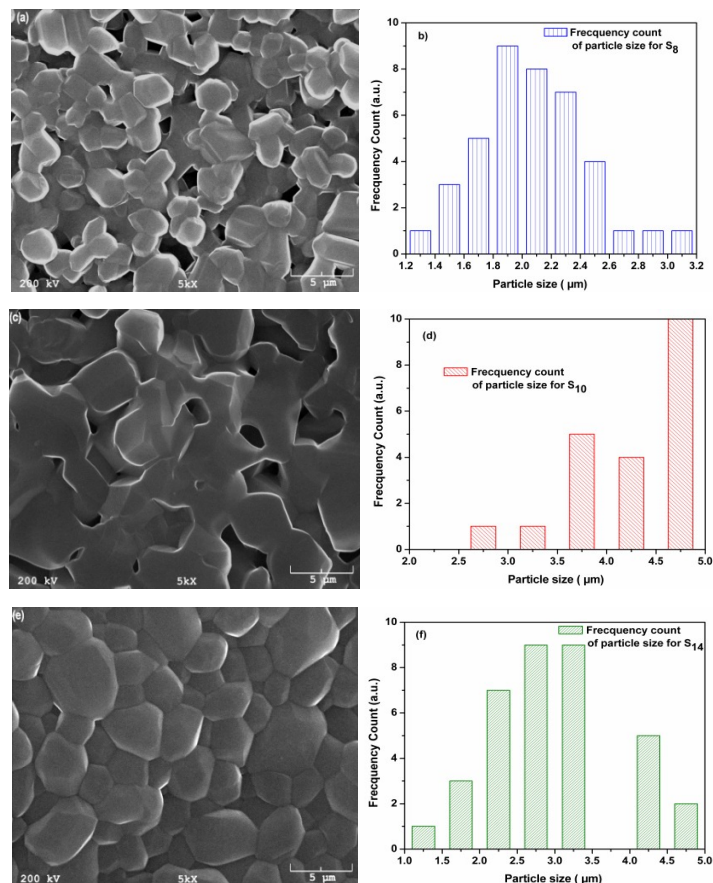 (a)
200 kV 5kX 5 µm
b)
Frecquency count
of particle size for S8
Frecquency Count (a.u.)
10
8
6
4
2
0
1.2 1.4 1.6 1.8 2.0 2.2 2.4 2.6 2.8 3.0 3.2
Particle size ( µm)
(c)
200 kV 5kX 5 µm
(d)
Frecquency count
of particle size for S10
Frecquency Count (a.u.)
10
8
6
4
2
0
2.0 2.5 3.0 3.5 4.0 4.5 5.0
Particle size ( µm)
(e)
200 kV 5kX 5 µm
(f)
Frecquency count
of particle size for S14
Frecquency Count (a.u.)
10
8
6
4
2
0
1.0 1.5 2.0 2.5 3.0 3.5 4.0 4.5 5.0
Particle size ( µm)